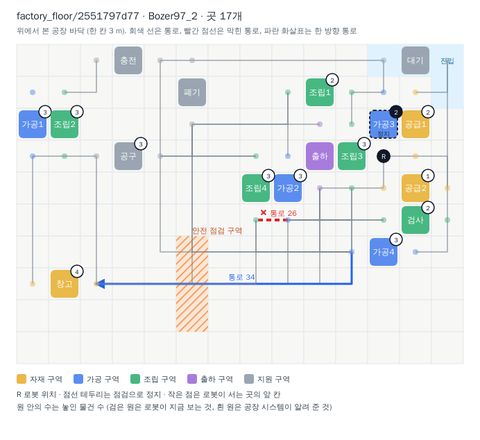 factory_floor/2551797d77 · Bozer97_2 · 곳 17개
위에서 본 공장 바닥 (한 칸 3 m). 회색 선은 통로, 빨간 점선은 막힌 통로, 파란 화살표는 한 방향 통로
충전
대기
진입
폐기
조립1
2
가공1
3
조립2
3
가공3
2
정지
공급1
2
공구
3
출하
조립3
3
R
조립4
3
가공2
3
공급2
1
통로 26
검사
2
안전 점검 구역
가공4
3
창고
4
통로 34
자재 구역
가공 구역
조립 구역
출하 구역
지원 구역
R 로봇 위치 · 점선 테두리는 점검으로 정지 · 작은 점은 로봇이 서는 곳의 앞 칸
원 안의 수는 놓인 물건 수 (검은 원은 로봇이 지금 보는 것, 흰 원은 공장 시스템이 알려 준 것)